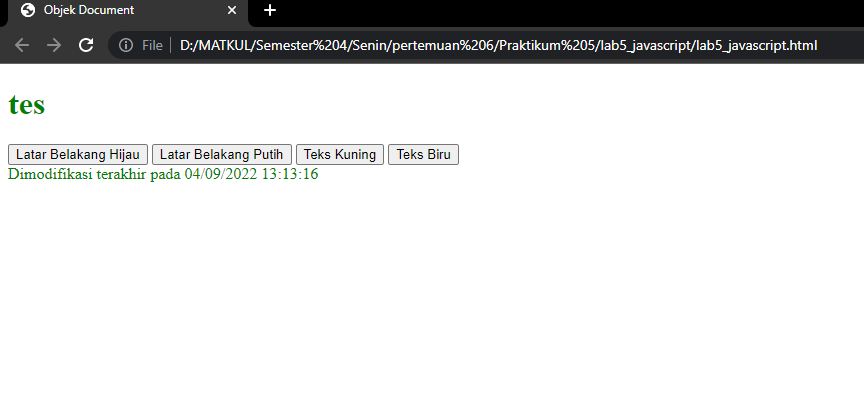 Objek Document
File D:/MATKUL/Semester%204/Senin/pertemuan%206/Praktikum%205/lab5_javascript/lab5_javascript.html
tes
Latar Belakang Hijau Latar Belakang Putih Teks Kuning Teks Biru
Dimodifikasi terakhir pada 04/09/2022 13:13:16